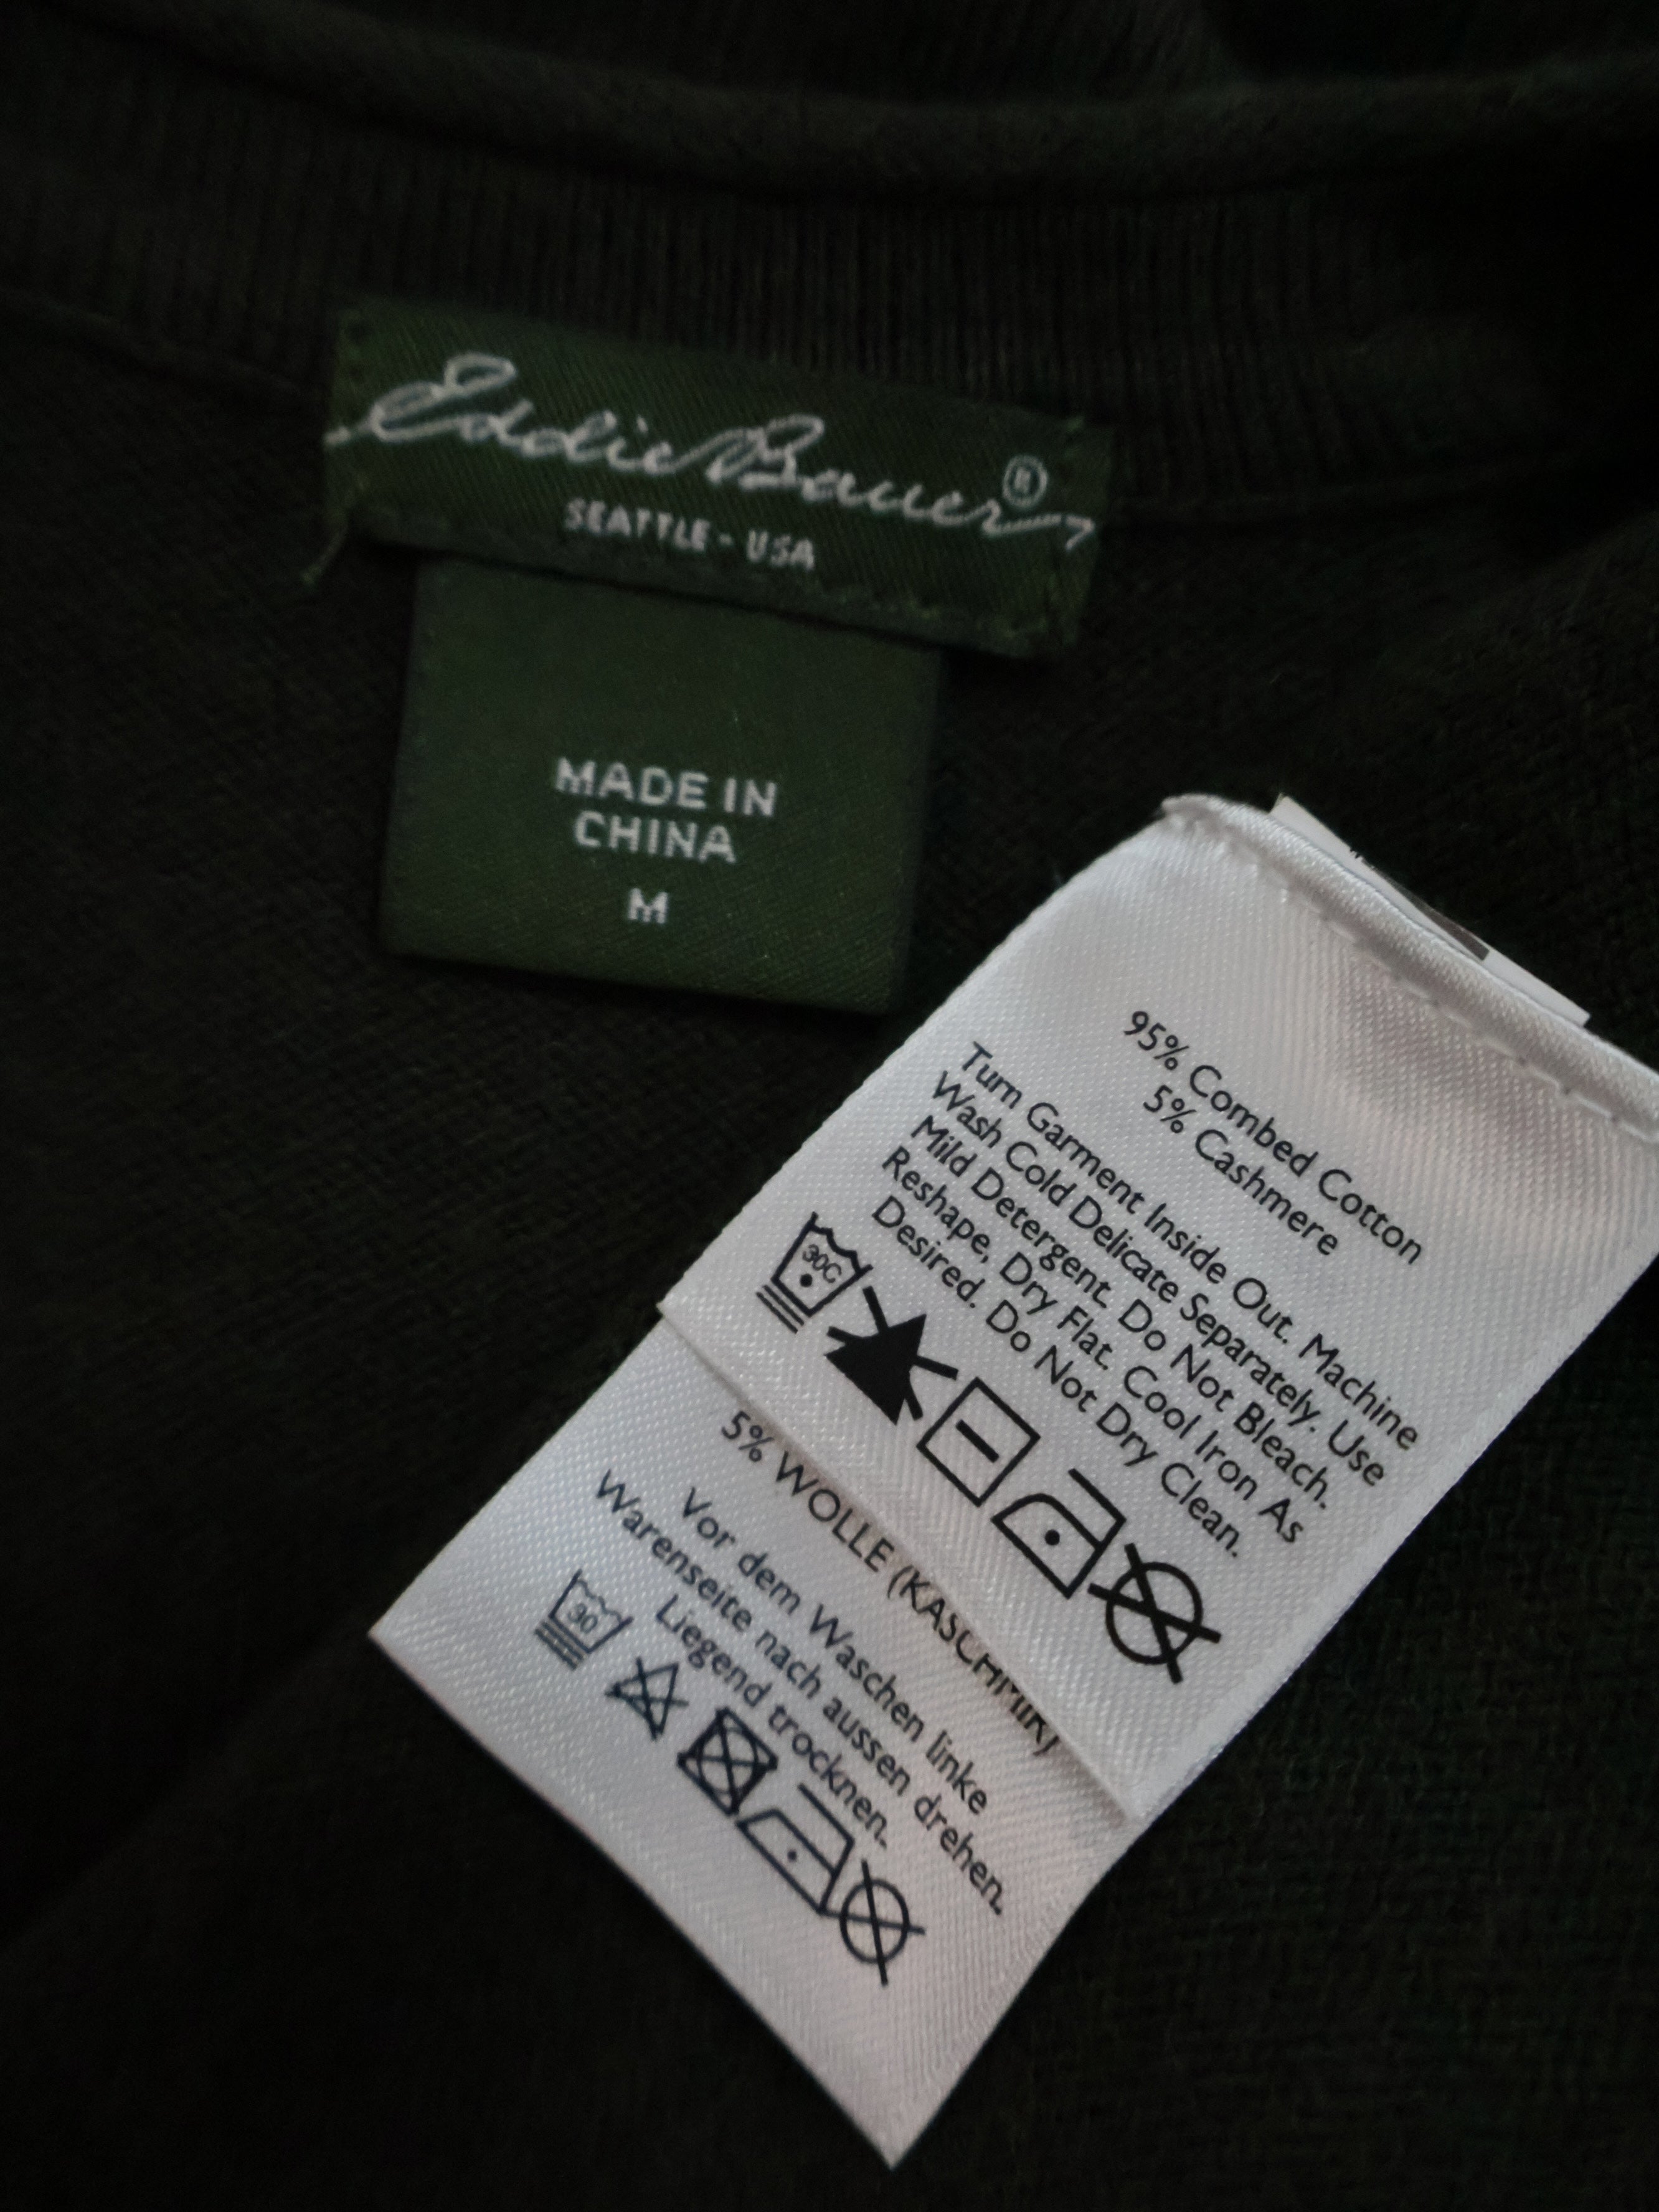 Eddie Bauer®
SEATTLE - USA
MADE IN
CHINA
M
95% Combed Cotton
5% Cashmere
Turn Garment Inside Out. Machine
Wash Cold Delicate Separately. Use
Mild Detergent. Do Not Bleach.
Reshape, Dry Flat. Cool Iron As
Desired. Do Not Dry Clean.
30C
5% WOLLE (KASCHMIR)
Vor dem Waschen linke
Warenseite nach aussen drehen.
Liegend trocknen.
30